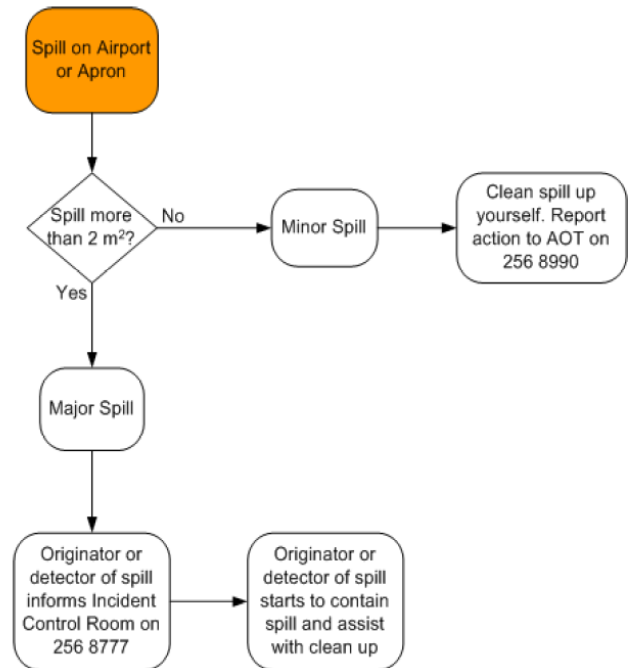 Spill on Airport
or Apron
Spill more
than 2 m²?
No
Minor Spill
Clean spill up
yourself. Report
action to AOT on
256 8990
Yes
Major Spill
Originator or
detector of spill
informs Incident
Control Room on
256 8777
Originator or
detector of spill
starts to contain
spill and assist
with clean up